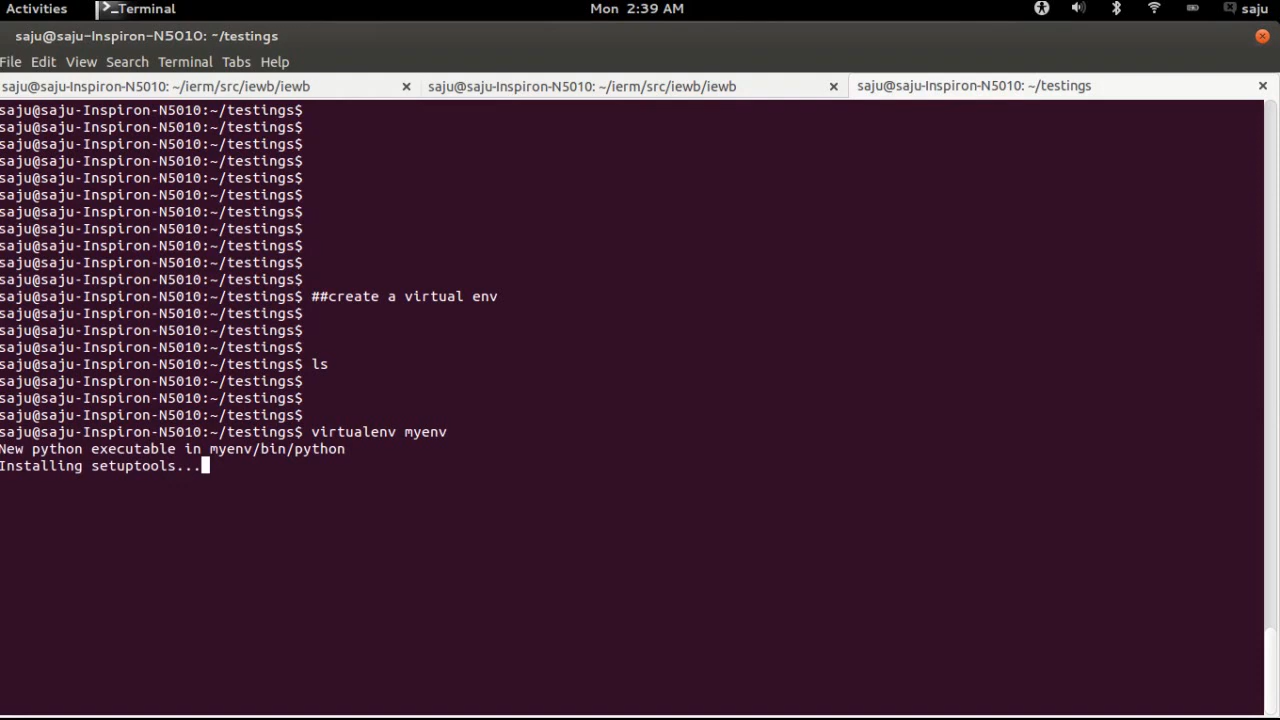 Activities Terminal Mon 2:39 AM saju
saju@saju-Inspiron-N5010: ~/testings
File Edit View Search Terminal Tabs Help
saju@saju-Inspiron-N5010: ~/ierm/src/iewb/iewb saju@saju-Inspiron-N5010: ~/ierm/src/iewb/iewb saju@saju-Inspiron-N5010: ~/testings
saju@saju-Inspiron-N5010:~/testings$
saju@saju-Inspiron-N5010:~/testings$
saju@saju-Inspiron-N5010:~/testings$
saju@saju-Inspiron-N5010:~/testings$
saju@saju-Inspiron-N5010:~/testings$
saju@saju-Inspiron-N5010:~/testings$
saju@saju-Inspiron-N5010:~/testings$
saju@saju-Inspiron-N5010:~/testings$
saju@saju-Inspiron-N5010:~/testings$
saju@saju-Inspiron-N5010:~/testings$
saju@saju-Inspiron-N5010:~/testings$
saju@saju-Inspiron-N5010:~/testings$ ##create a virtual env
saju@saju-Inspiron-N5010:~/testings$
saju@saju-Inspiron-N5010:~/testings$
saju@saju-Inspiron-N5010:~/testings$
saju@saju-Inspiron-N5010:~/testings$ ls
saju@saju-Inspiron-N5010:~/testings$
saju@saju-Inspiron-N5010:~/testings$
saju@saju-Inspiron-N5010:~/testings$
saju@saju-Inspiron-N5010:~/testings$ virtualenv myenv
New python executable in myenv/bin/python
Installing setuptools...